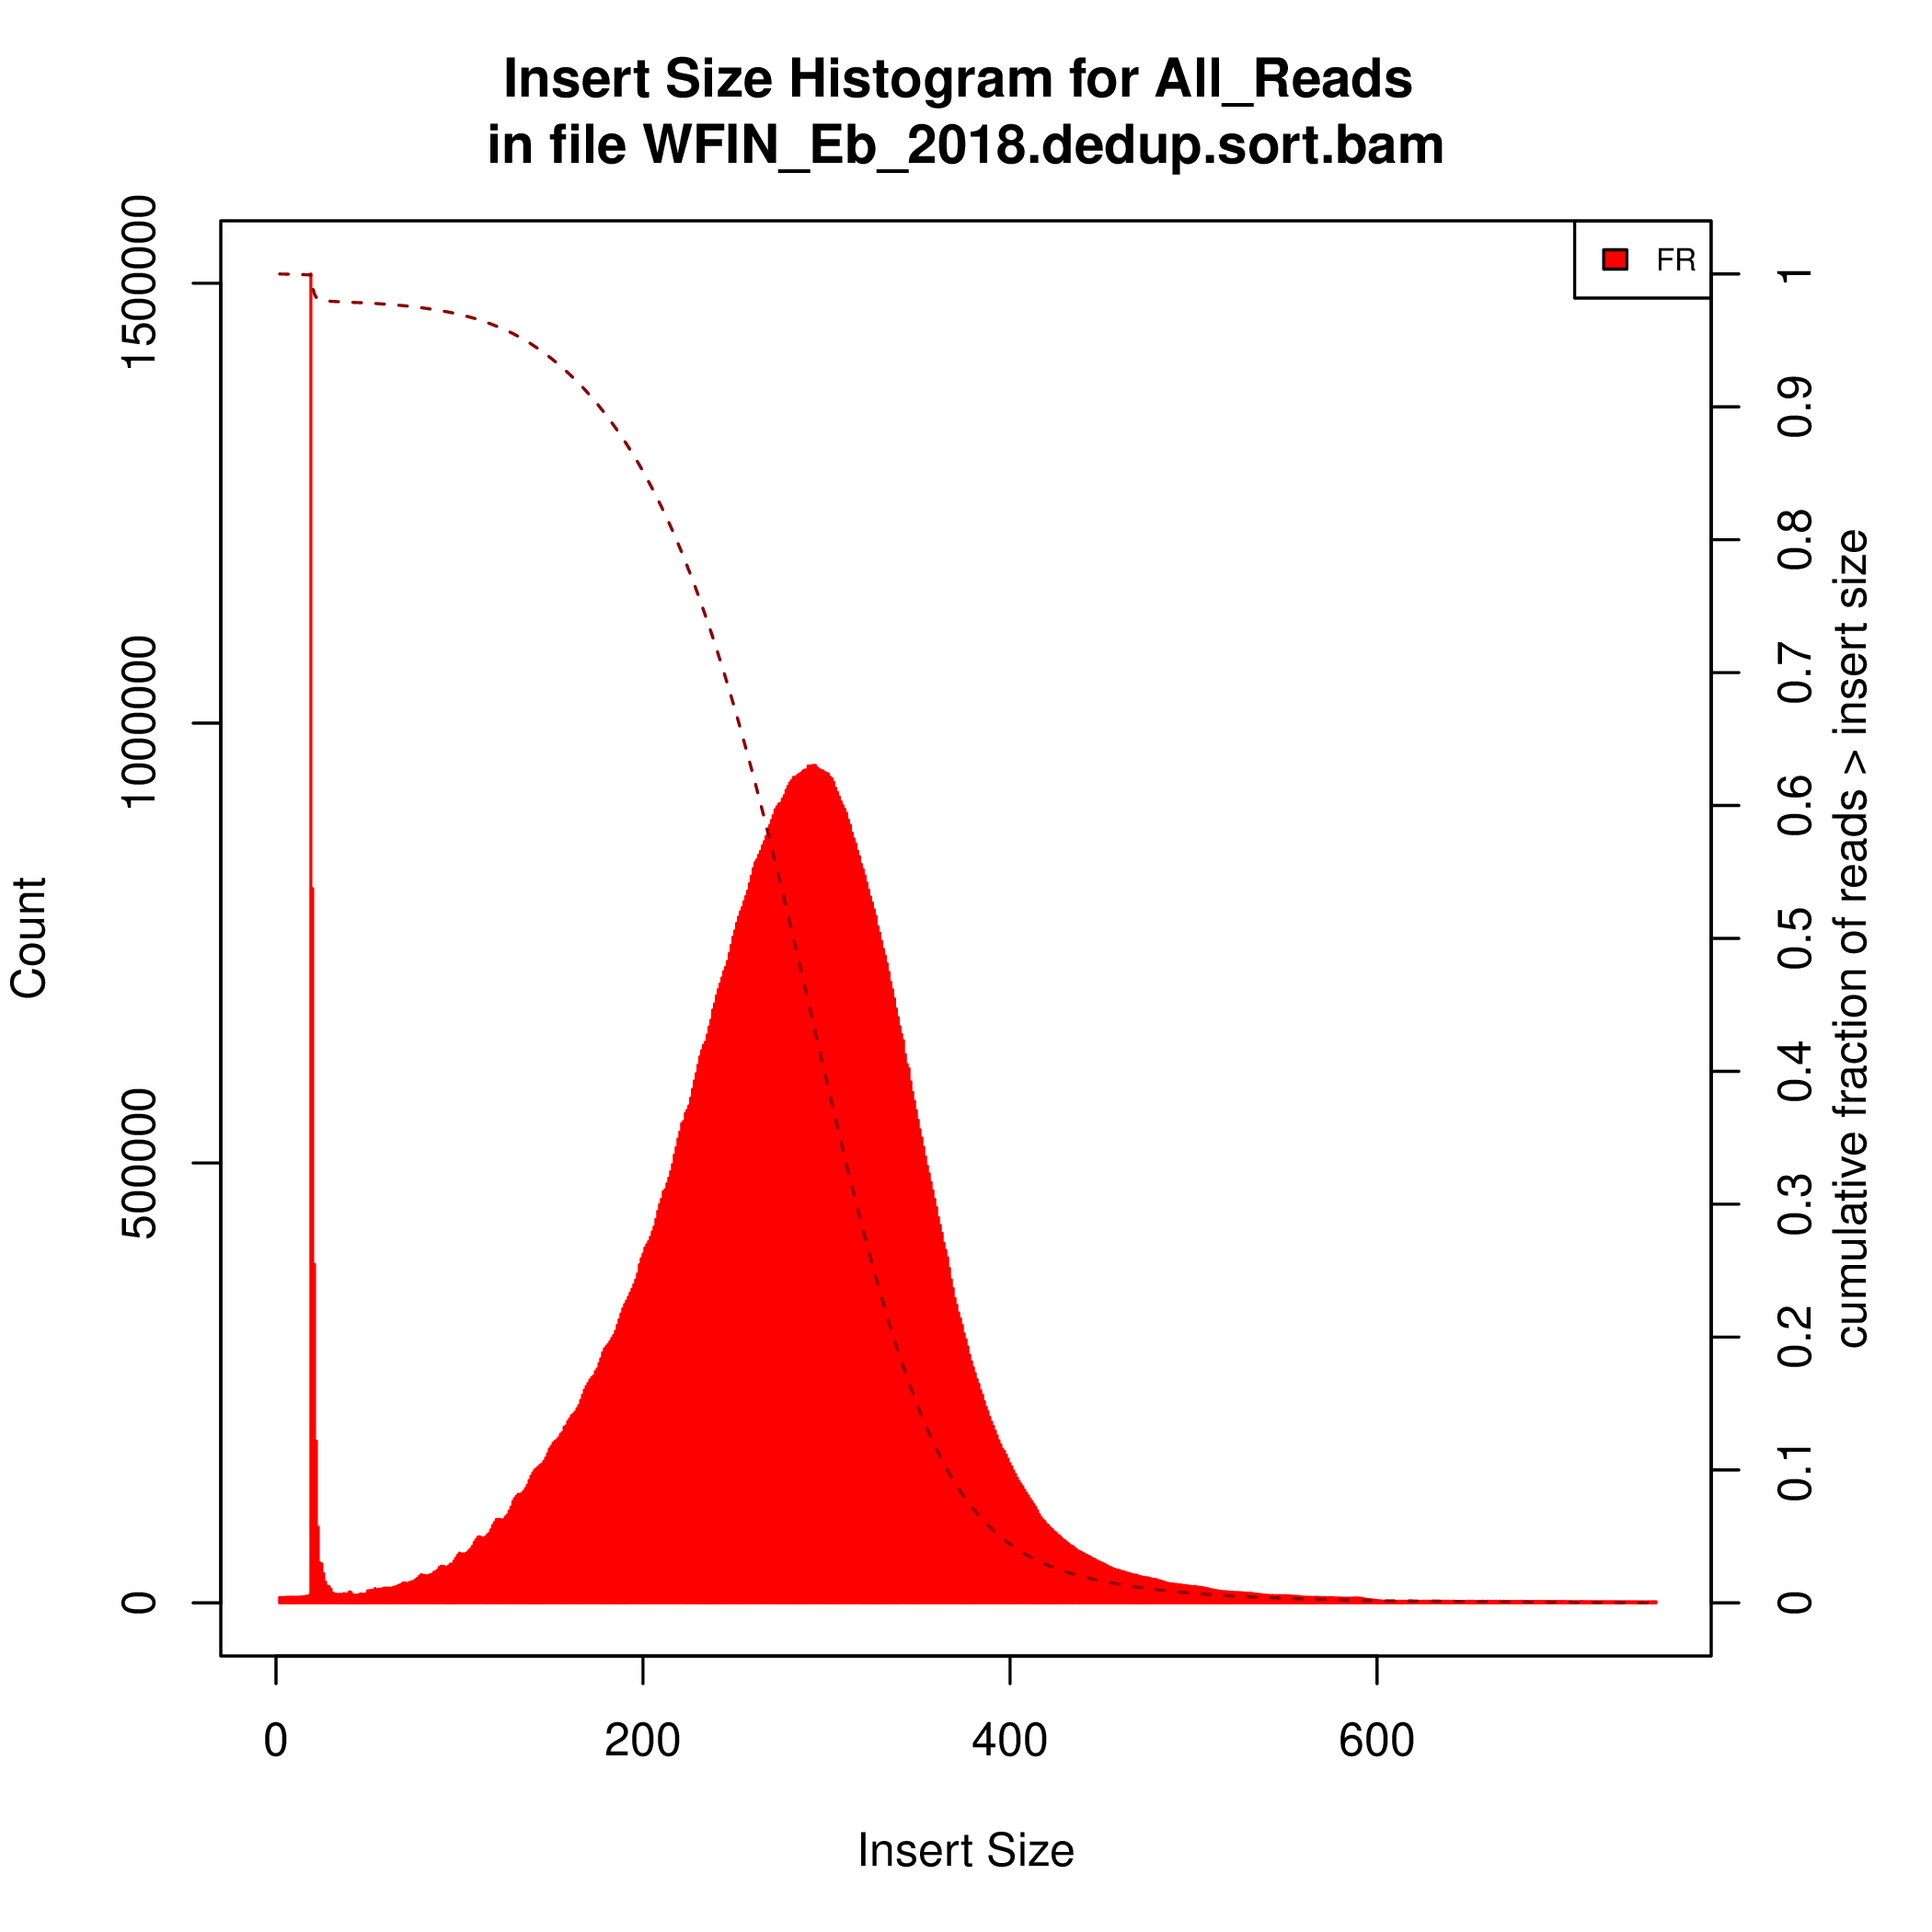 Insert Size Histogram for All_Reads
in file WFIN_Eb_2018.dedup.sort.bam
FR
Count
1500000
1000000
500000
0
1
0.9
0.8
0.7
0.6
0.5
0.4
0.3
0.2
0.1
0
cumulative fraction of reads > insert size
0 200 400 600
Insert Size